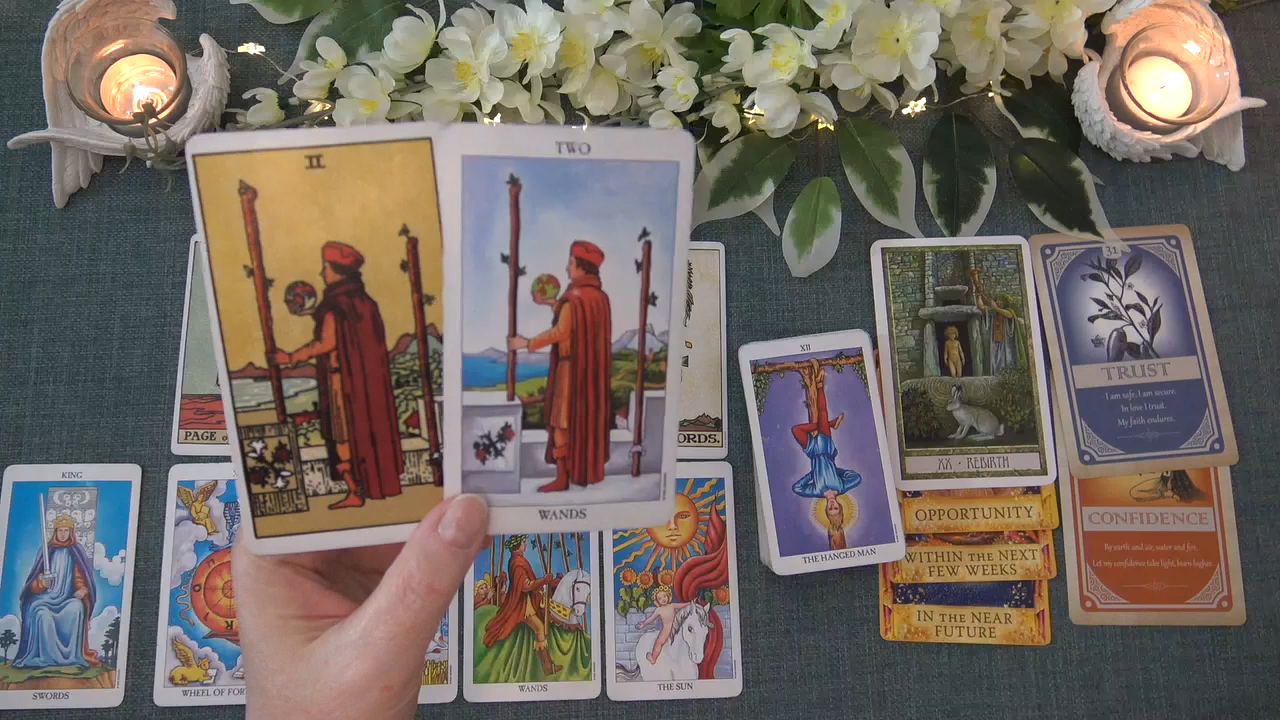 II
TWO
WANDS
PAGE
ORDS.
XII
THE HANGED MAN
XX · REBIRTH
31
TRUST
I am safe, I am secure.
In love I trust.
My faith endures.
OPPORTUNITY
WITHIN THE NEXT
FEW WEEKS
IN THE NEAR
FUTURE
CONFIDENCE
By earth and air, water and fire,
Let my confidence take light, burn higher.
KING
SWORDS
WHEEL OF FOR
WANDS
THE SUN